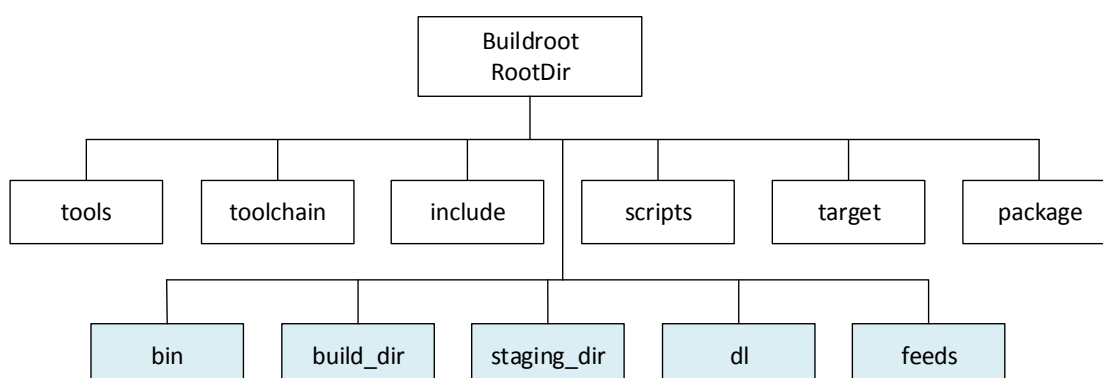 Buildroot
RootDir
tools
toolchain
include
scripts
target
package
bin
build_dir
staging_dir
dl
feeds